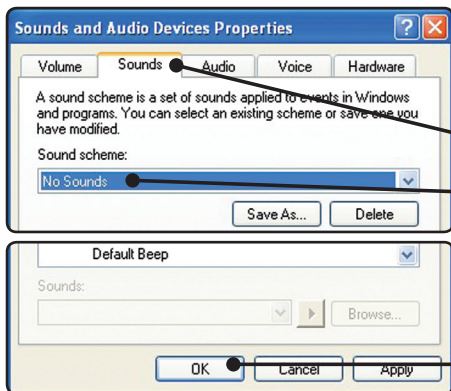 Sounds and Audio Devices Properties
Volume Sounds Audio Voice Hardware
A sound scheme is a set of sounds applied to events in Windows
and programs. You can select an existing scheme or save one you
have modified.
Sound scheme:
No Sounds
Save As... Delete
Default Beep
Sounds:
Browse...
OK Cancel Apply